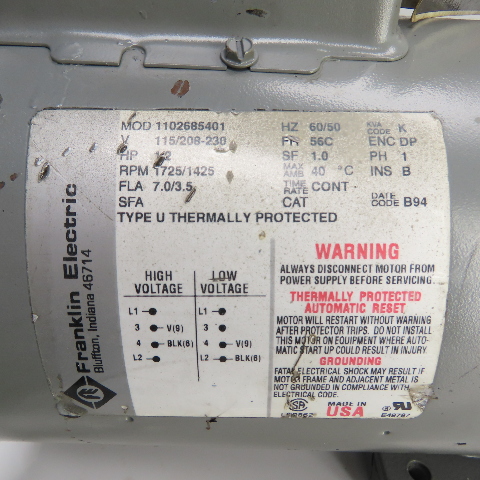 MOD 1102685401 HZ 60/50 KVA CODE K
V 115/208-230 FR 56C ENC DP
HP 1/2 SF 1.0 PH 1
RPM 1725/1425 MAX AMB 40 °C INS B
FLA 7.0/3.5 TIME RATE CONT
SFA CAT DATE CODE B94
TYPE U THERMALLY PROTECTED
Franklin Electric
Bluffton, Indiana 46714
HIGH VOLTAGE
LOW VOLTAGE
L1 L1
3 V(9) 3
4 BLK(6) 4
L2 L2 BLK(6)
WARNING
ALWAYS DISCONNECT MOTOR FROM
POWER SUPPLY BEFORE SERVICING.
THERMALLY PROTECTED
AUTOMATIC RESET
MOTOR WILL RESTART WITHOUT WARNING
AFTER PROTECTOR TRIPS. DO NOT INSTALL
THIS MOTOR ON EQUIPMENT WHERE AUTO-
MATIC START-UP COULD RESULT IN INJURY.
GROUNDING
FATAL ELECTRICAL SHOCK MAY RESULT IF
MOTOR FRAME AND ADJACENT METAL IS
NOT GROUNDED IN COMPLIANCE WITH
ELECTRICAL CODE.
MADE IN
USA